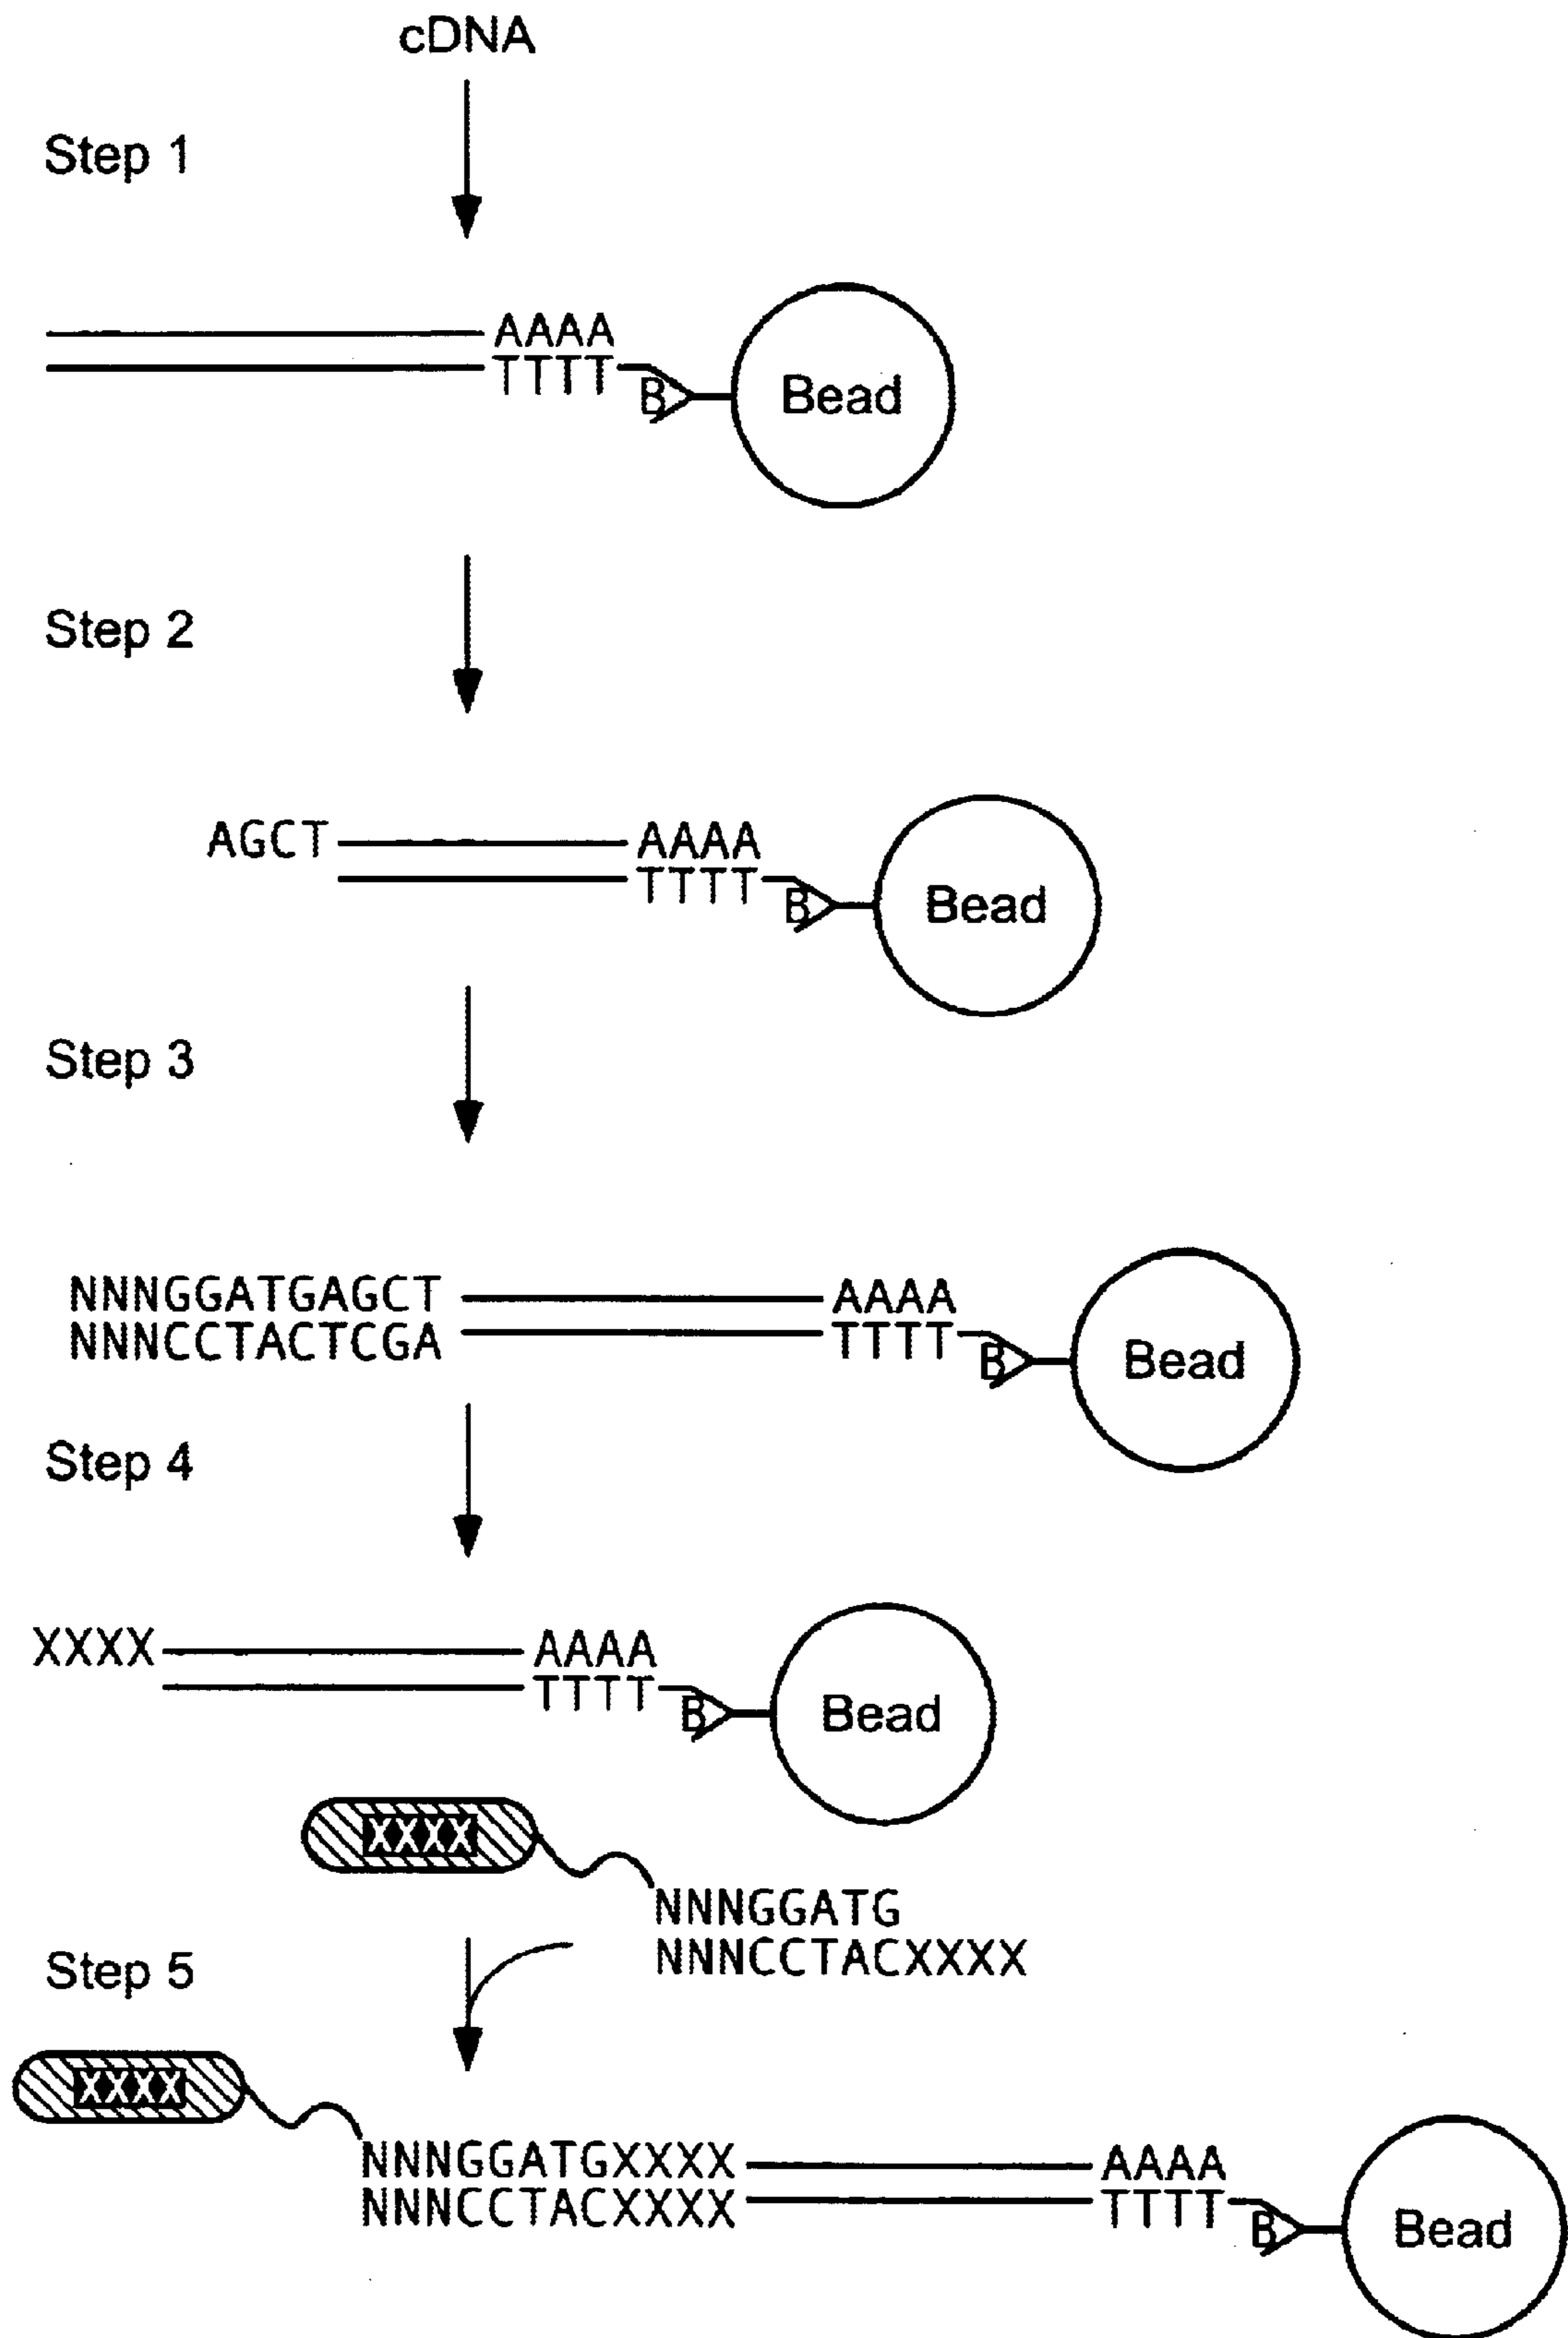 cDNA
Step 1
AAAA
TTTT
B
Bead
Step 2
AGCT
AAAA
TTTT
B
Bead
Step 3
NNNGGATGAGCT
AAAA
NNNCCTACTCGA
TTTT
B
Bead
Step 4
XXXX
AAAA
TTTT
B
Bead
XXXX
NNNGGATG
NNNCCTACXXXX
Step 5
XXXX
NNNGGATGXXXX
AAAA
NNNCCTACXXXX
TTTT
B
Bead